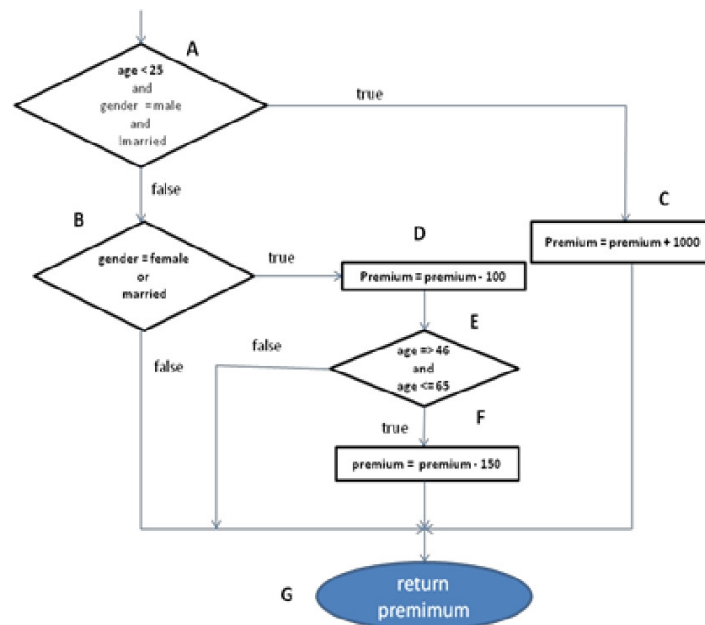 A
age < 25
and
gender = male
and
!married
true
false
B
C
gender = female
or
married
true
D
Premium = premium - 100
Premium = premium + 1000
false
E
false
age => 46
and
age <= 65
true
F
premium = premium - 150
G
return
premimum